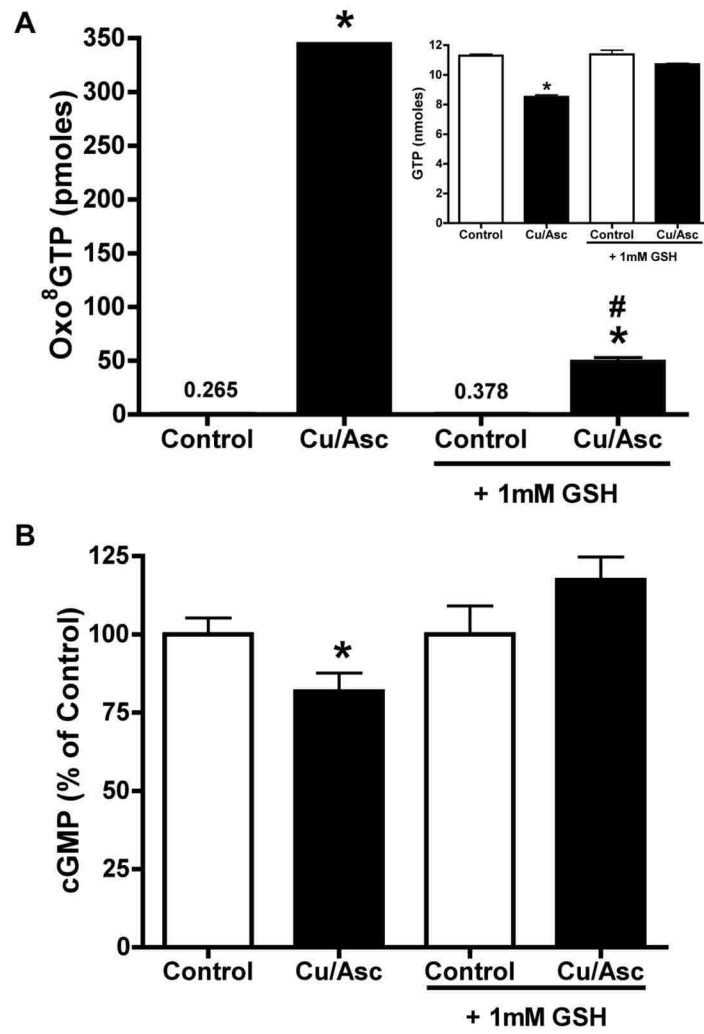 A
Oxo⁸GTP (pmoles)
350
300
250
200
150
100
50
0
*
#
*
0.265
0.378
Control
Cu/Asc
Control
Cu/Asc
+ 1mM GSH
GTP (nmoles)
12
10
8
6
4
2
0
*
Control
Cu/Asc
Control
Cu/Asc
+ 1mM GSH
B
cGMP (% of Control)
125
100
75
50
25
0
*
Control
Cu/Asc
Control
Cu/Asc
+ 1mM GSH